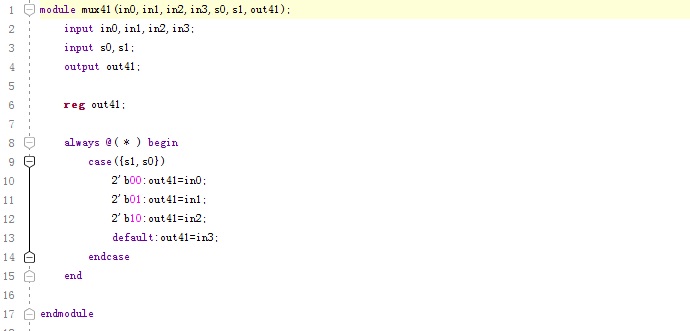 1 module mux41(in0,in1,in2,in3,s0,s1,out41);
2 input in0,in1,in2,in3;
3 input s0,s1;
4 output out41;
5
6 reg out41;
7
8 always @( * ) begin
9 case({s1,s0})
10 2'b00:out41=in0;
11 2'b01:out41=in1;
12 2'b10:out41=in2;
13 default:out41=in3;
14 endcase
15 end
16
17 endmodule